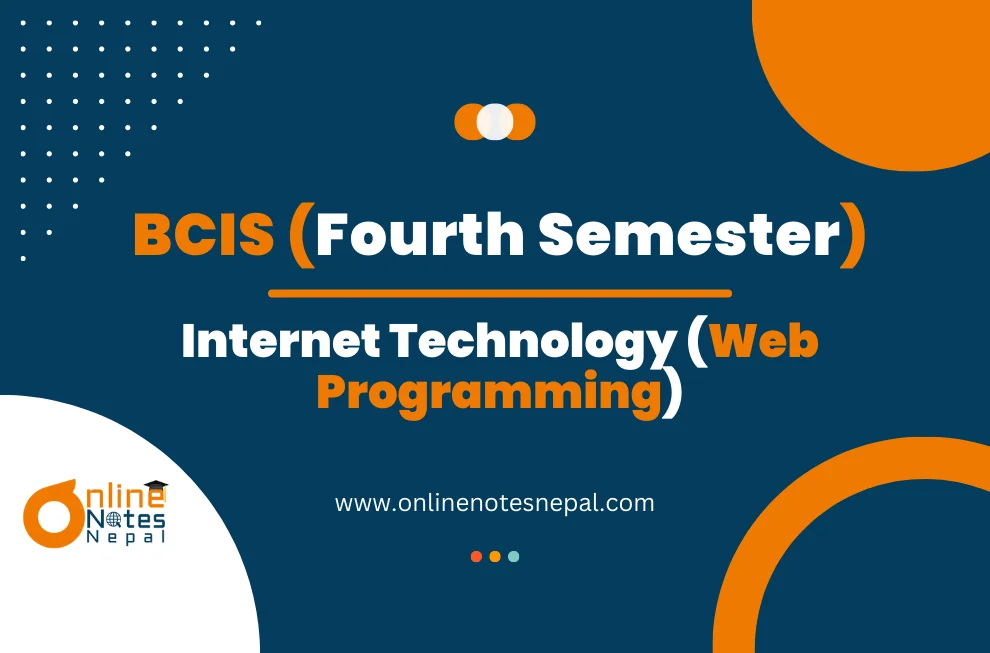 BCIS (Fourth Semester)
Internet Technology (Web
Programming)
www.onlinenotesnepal.com
Online
Notes
Nepal